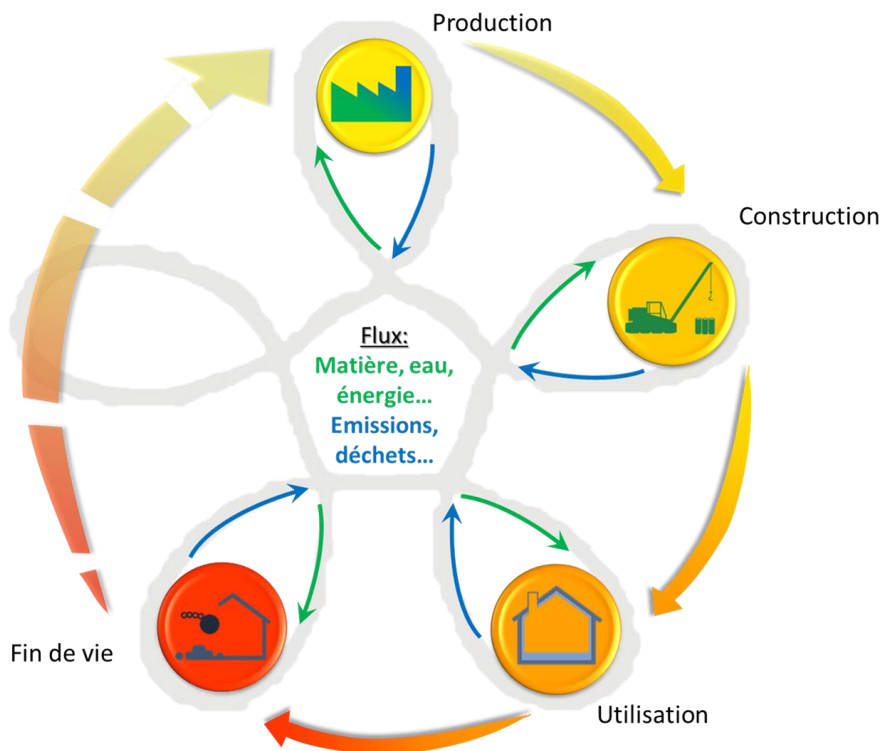 Production
Construction
Flux:
Matière, eau,
énergie...
Emissions,
déchets...
Fin de vie
Utilisation